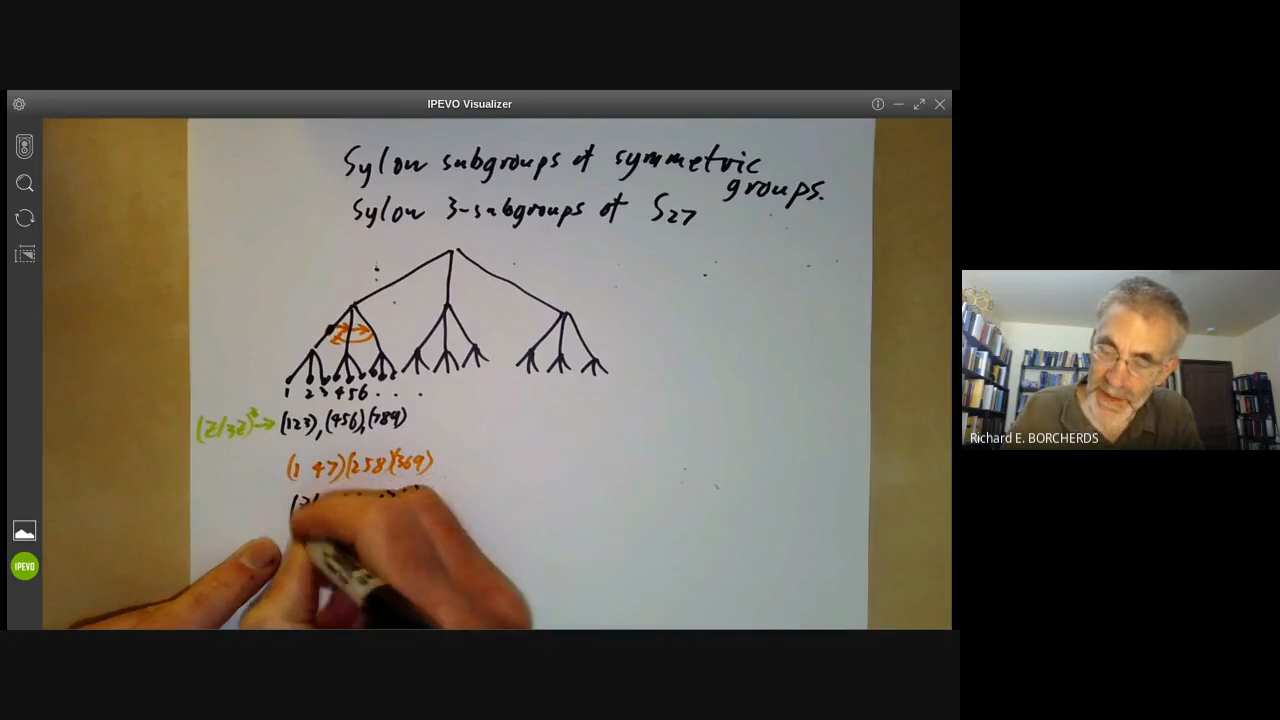 IPEVO Visualizer
Sylow subgroups of symmetric
groups.
Sylow 3-subgroups of S₂₇
1 2 3 4 5 6 . . .
(Z/3Z)³ → (123), (456), (789)
(1 4 7)(258)(369)
Richard E. BORCHERDS
IPEVO